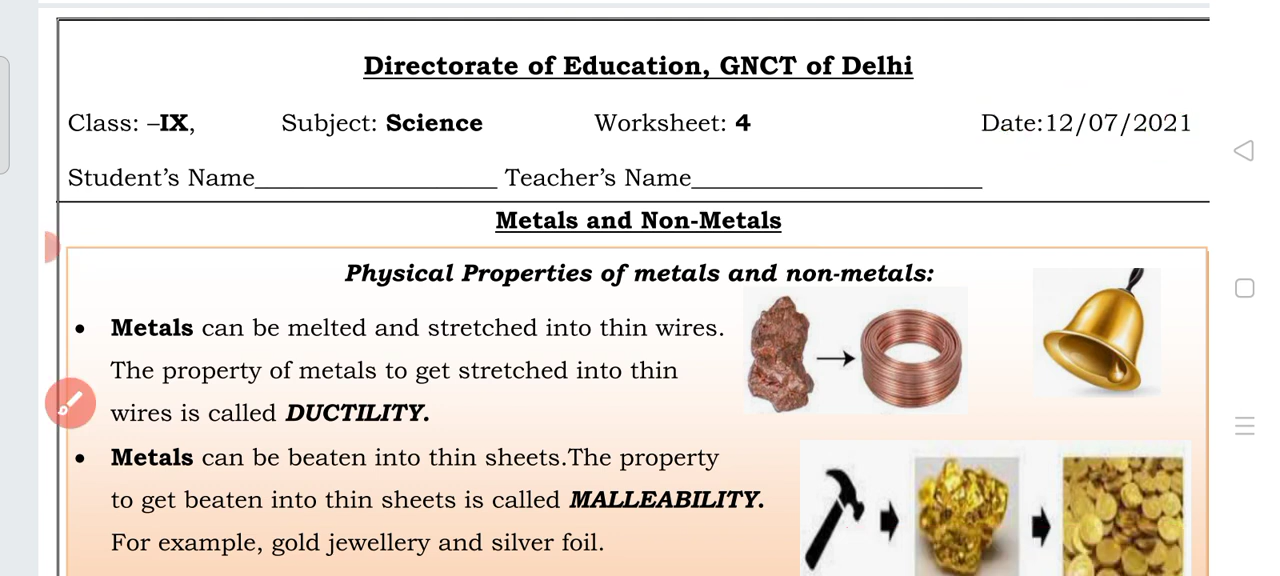 Directorate of Education, GNCT of Delhi
Class: –IX, Subject: Science Worksheet: 4 Date:12/07/2021
Student’s Name___________________ Teacher’s Name_______________________
Metals and Non-Metals
Physical Properties of metals and non-metals:
• Metals can be melted and stretched into thin wires.
The property of metals to get stretched into thin
wires is called DUCTILITY.
• Metals can be beaten into thin sheets.The property
to get beaten into thin sheets is called MALLEABILITY.
For example, gold jewellery and silver foil.